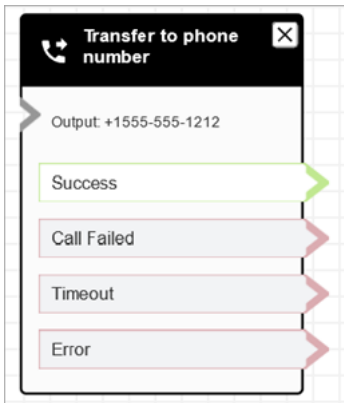 Transfer to phone
number
Output: +1555-555-1212
Success
Call Failed
Timeout
Error